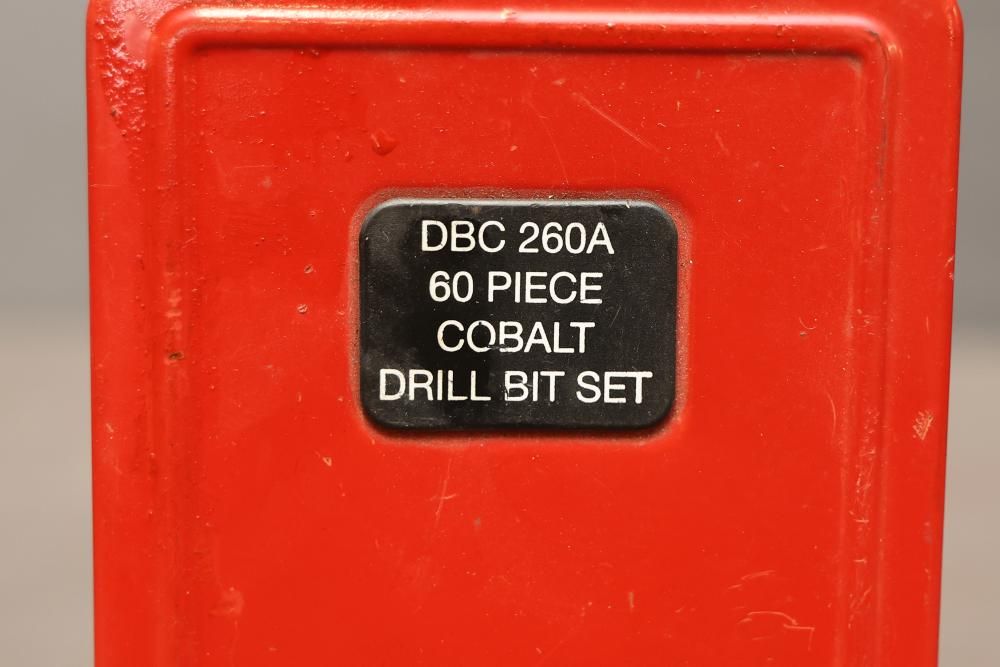 DBC 260A
60 PIECE
COBALT
DRILL BIT SET